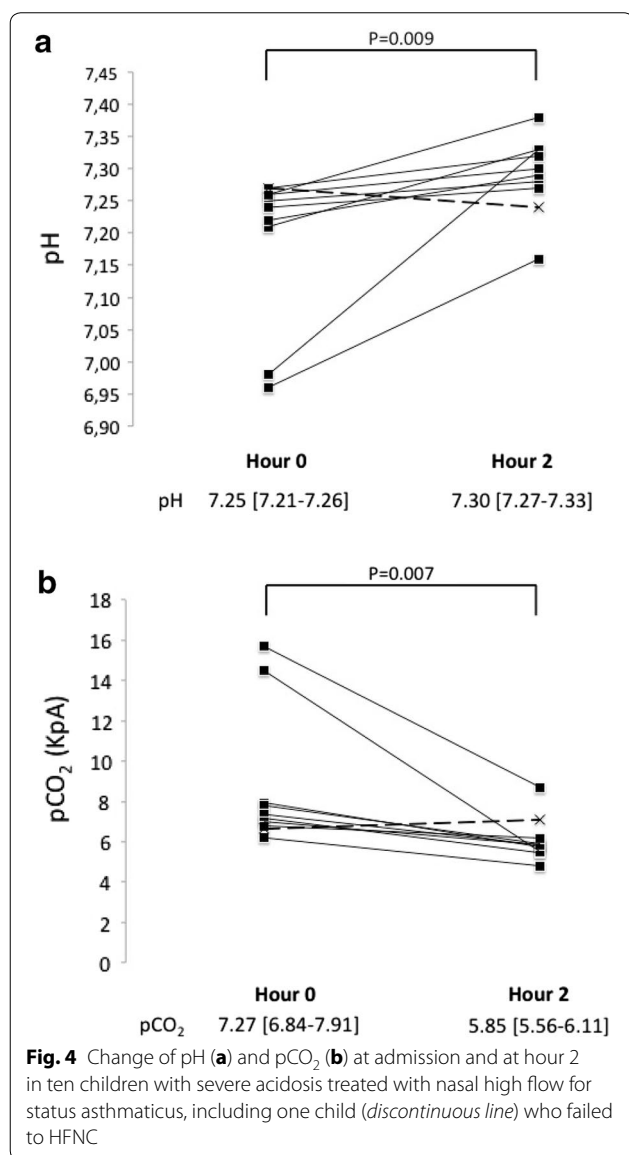 a
P=0.009
7,45
7,40
7,35
7,30
7,25
7,20
7,15
7,10
7,05
7,00
6,95
6,90
pH
Hour 0 Hour 2
pH 7.25 [7.21-7.26] 7.30 [7.27-7.33]
b
P=0.007
18
16
14
12
10
8
6
4
2
0
pCO₂ (KpA)
Hour 0 Hour 2
pCO₂ 7.27 [6.84-7.91] 5.85 [5.56-6.11]
Fig. 4 Change of pH (a) and pCO₂ (b) at admission and at hour 2
in ten children with severe acidosis treated with nasal high flow for
status asthmaticus, including one child (discontinuous line) who failed
to HFNC